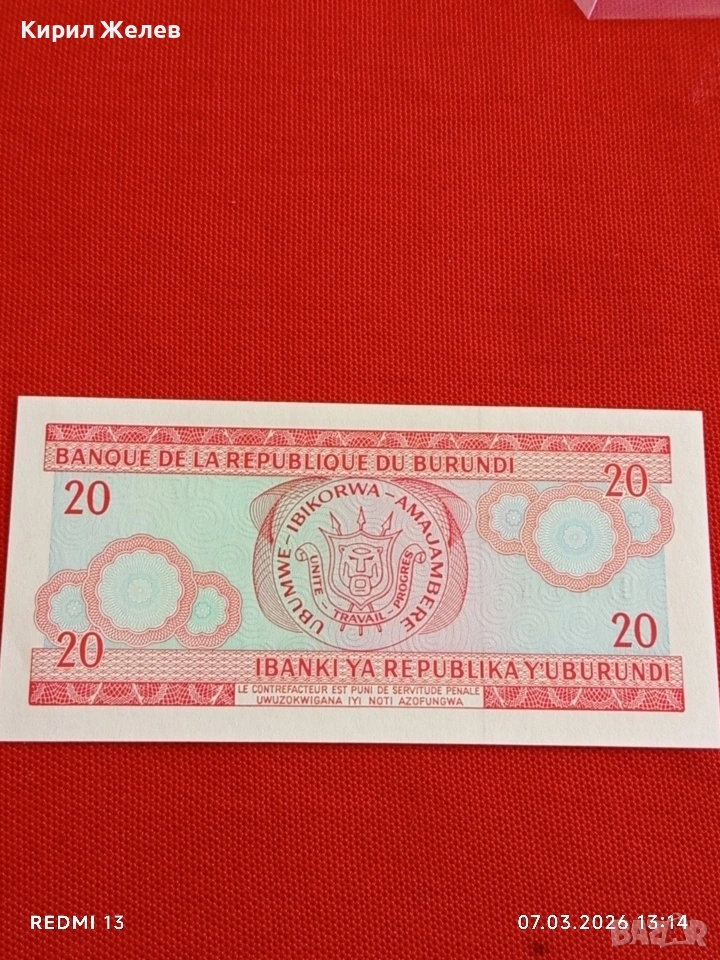 Кирил Желев
BANQUE DE LA REPUBLIQUE DU BURUNDI
20
20
UBUMWE – IBIKORWA – AMAJAMBERE
UNITE – TRAVAIL – PROGRES
20
20
IBANKI YA REPUBLIKA Y'UBURUNDI
LE CONTREFACTEUR EST PUNI DE SERVITUDE PENALE
UWUZOKWIGANA IYI NOTI AZOFUNGWA
REDMI 13
07.03.2026 13:14
BAZAR